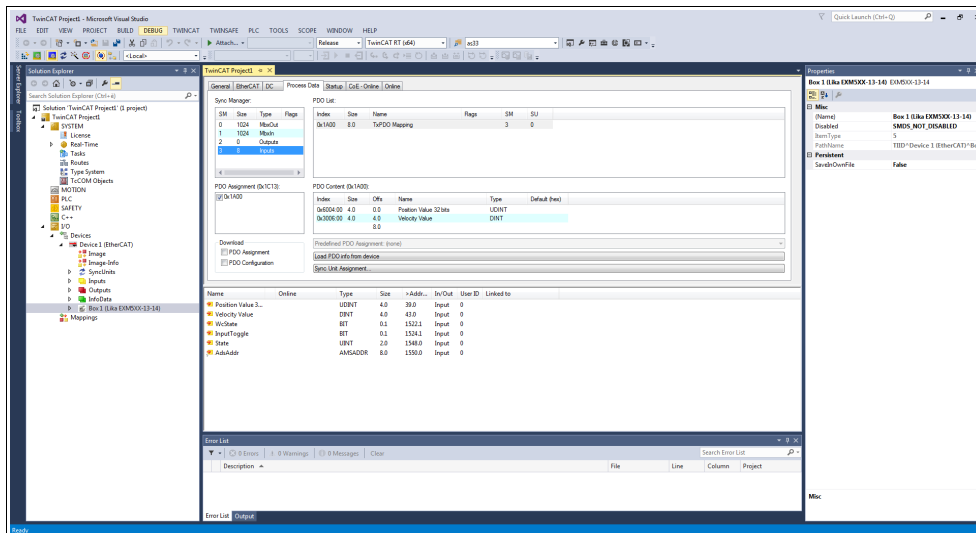 TwinCAT Project1 - Microsoft Visual Studio
Quick Launch (Ctrl+Q)
FILE EDIT VIEW PROJECT BUILD DEBUG TWINCAT TWINSAFE PLC TOOLS SCOPE WINDOW HELP
Attach... Release TwinCAT RT (x64) as33
<Local>
Server Explorer
Toolbox
Solution Explorer
Search Solution Explorer (Ctrl+è)
Solution 'TwinCAT Project1' (1 project)
TwinCAT Project1
SYSTEM
License
Real-Time
Tasks
Routes
Type System
TcCOM Objects
MOTION
PLC
SAFETY
C++
I/O
Devices
Device 1 (EtherCAT)
Image
Image-Info
SyncUnits
Inputs
Outputs
InfoData
Box 1 (Lika EXM5XX-13-14)
Mappings
TwinCAT Project1
General EtherCAT DC Process Data Startup CoE - Online Online
Sync Manager:
SM Size Type Flags
0 1024 MbxOut
1 1024 MbxIn
2 0 Outputs
3 8 Inputs
PDO List:
Index Size Name Flags SM SU
0x1A00 8.0 TxPDO Mapping 3 0
PDO Assignment (0x1C13):
0x1A00
PDO Content (0x1A00):
Index Size Offs Name Type Default (hex)
0x6004:00 4.0 0.0 Position Value 32 bits UDINT
0x3006:00 4.0 4.0 Velocity Value DINT
8.0
Download
PDO Assignment
PDO Configuration
Predefined PDO Assignment: (none)
Load PDO info from device
Sync Unit Assignment...
Name Online Type Size >Addr... In/Out User ID Linked to
Position Value 3... UDINT 4.0 39.0 Input 0
Velocity Value DINT 4.0 43.0 Input 0
WcState BIT 0.1 1522.1 Input 0
InputToggle BIT 0.1 1524.1 Input 0
State UINT 2.0 1548.0 Input 0
AdsAddr AMSADDR 8.0 1550.0 Input 0
Error List
0 Errors 0 Warnings 0 Messages Clear
Search Error List
Description File Line Column Project
Error List Output
Properties
Box 1 (Lika EXM5XX-13-14) EXM5XX-13-14
Misc
(Name) Box 1 (Lika EXM5XX-13-14)
Disabled SMDS_NOT_DISABLED
ItemType 5
PathName TIID^Device 1 (EtherCAT)^Bo
Persistent
SaveInOwnFile False
Misc
Ready